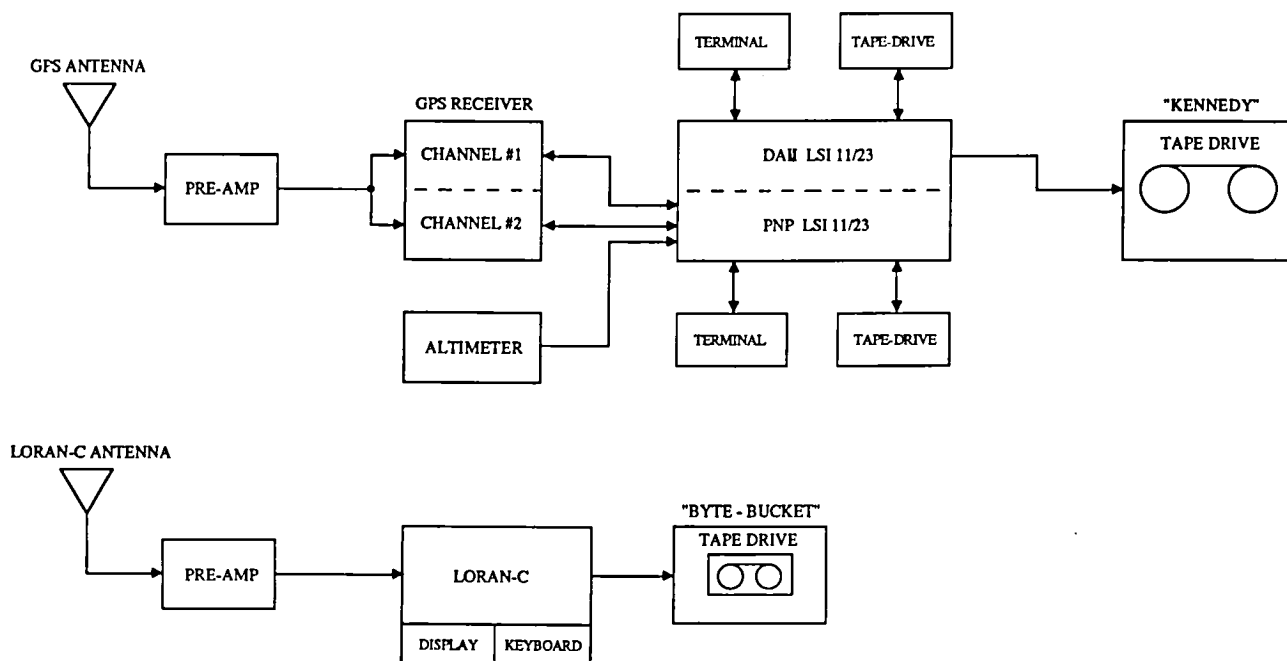 TERMINAL
TAPE-DRIVE
GPS ANTENNA
GPS RECEIVER
"KENNEDY"
TAPE DRIVE
CHANNEL #1
DAIJ LSI 11/23
PRE-AMP
CHANNEL #2
PNP LSI 11/23
ALTIMETER
TERMINAL
TAPE-DRIVE
LORAN-C ANTENNA
"BYTE - BUCKET"
TAPE DRIVE
PRE-AMP
LORAN-C
DISPLAY
KEYBOARD